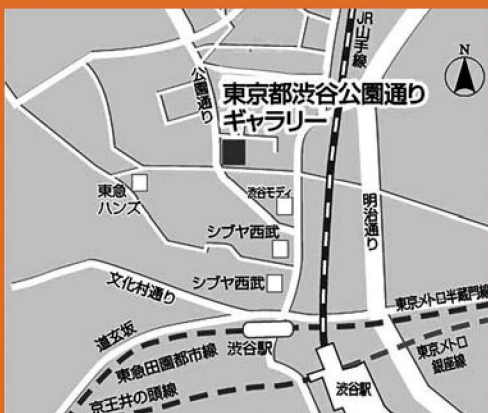 JR山手線
N
公園通り
東京都渋谷公園通り
ギャラリー
東急
ハンズ
渋谷モディ
シブヤ西武
明治通り
シブヤ西武
文化村通り
東京メトロ半蔵門線
道玄坂
渋谷駅
東急田園都市線
東京メトロ
銀座線
京王井の頭線
渋谷駅